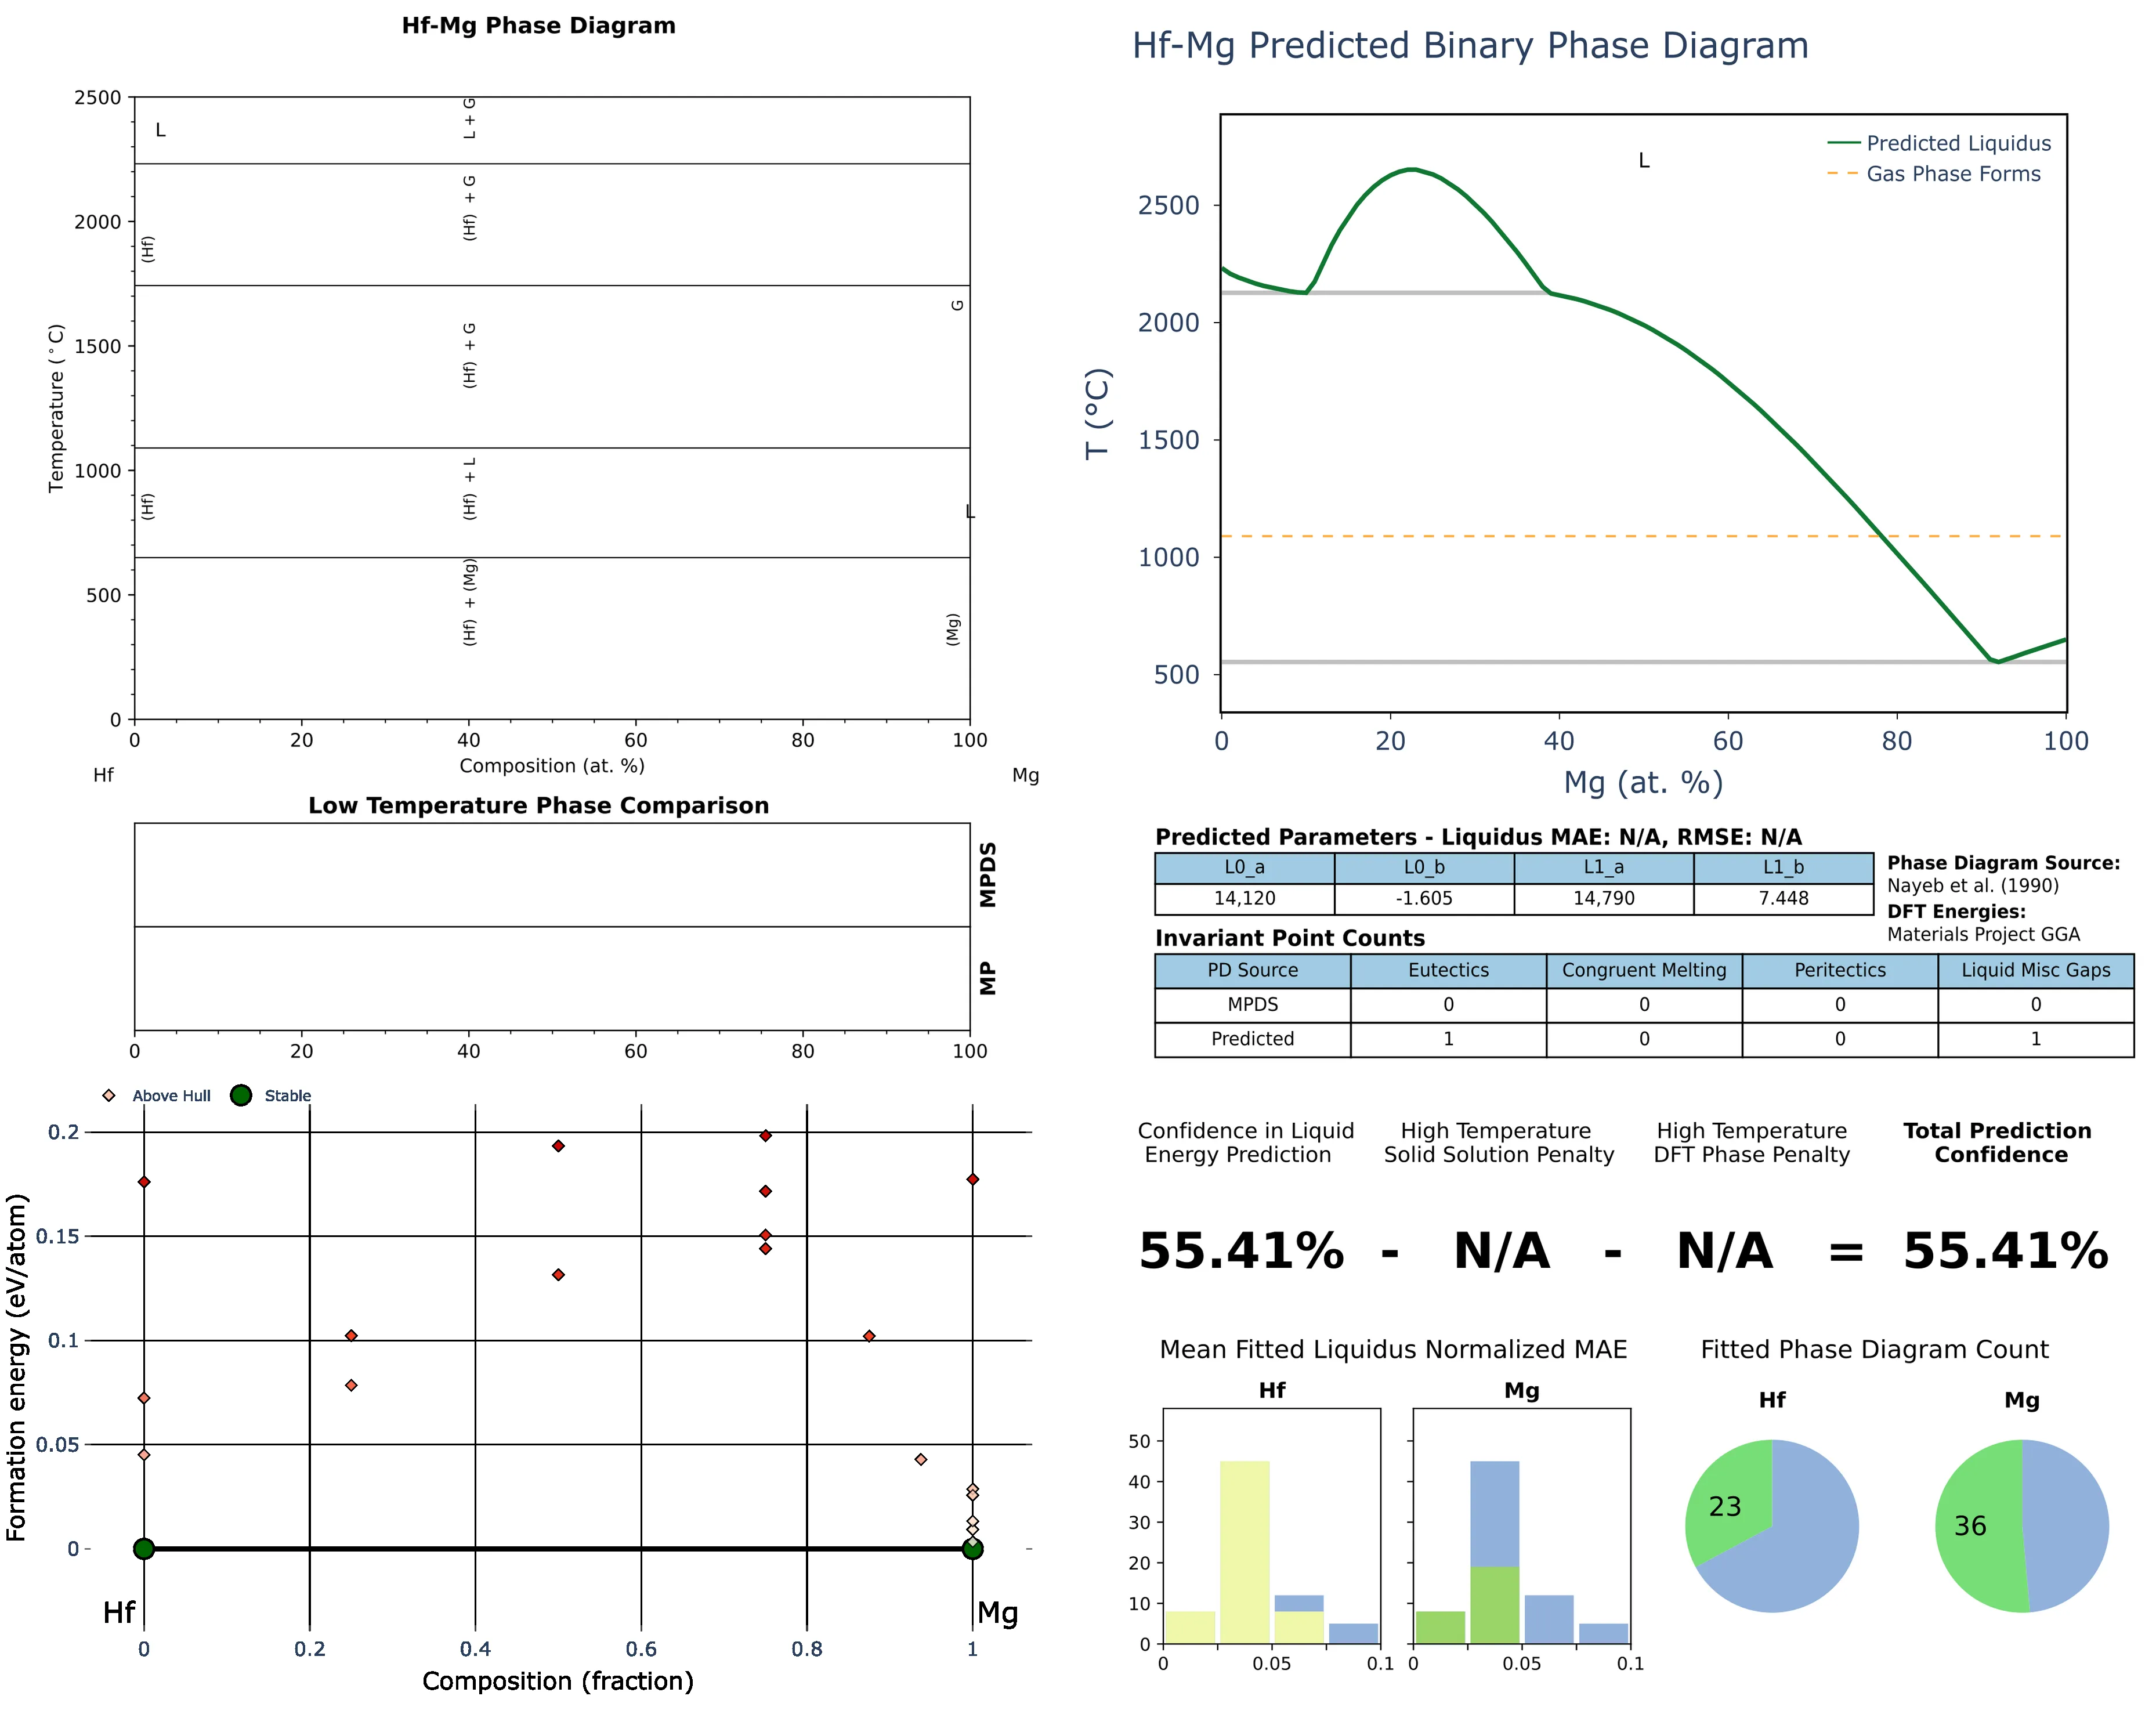 Hf-Mg Phase Diagram
2500
2000
1500
1000
500
0
Temperature (°C)
L
L + G
(Hf) + G
(Hf)
G
(Hf) + G
(Hf) + L
(Hf)
L
(Hf) + (Mg)
(Mg)
0 20 40 60 80 100
Hf Composition (at. %) Mg
Low Temperature Phase Comparison
MPDS
MP
0 20 40 60 80 100
Above Hull Stable
0.2
0.15
0.1
0.05
0
Formation energy (eV/atom)
Hf Mg
0 0.2 0.4 0.6 0.8 1
Composition (fraction)
Hf-Mg Predicted Binary Phase Diagram
L
Predicted Liquidus
Gas Phase Forms
2500
2000
1500
1000
500
T (°C)
0 20 40 60 80 100
Mg (at. %)
Predicted Parameters - Liquidus MAE: N/A, RMSE: N/A
L0_a L0_b L1_a L1_b
14,120 -1.605 14,790 7.448
Phase Diagram Source:
Nayeb et al. (1990)
DFT Energies:
Materials Project GGA
Invariant Point Counts
PD Source Eutectics Congruent Melting Peritectics Liquid Misc Gaps
MPDS 0 0 0 0
Predicted 1 0 0 1
Confidence in Liquid
Energy Prediction
High Temperature
Solid Solution Penalty
High Temperature
DFT Phase Penalty
Total Prediction
Confidence
55.41% - N/A - N/A = 55.41%
Mean Fitted Liquidus Normalized MAE
Hf
Mg
50
40
30
20
10
0
0 0.05 0.1
0 0.05 0.1
Fitted Phase Diagram Count
Hf
Mg
23
36